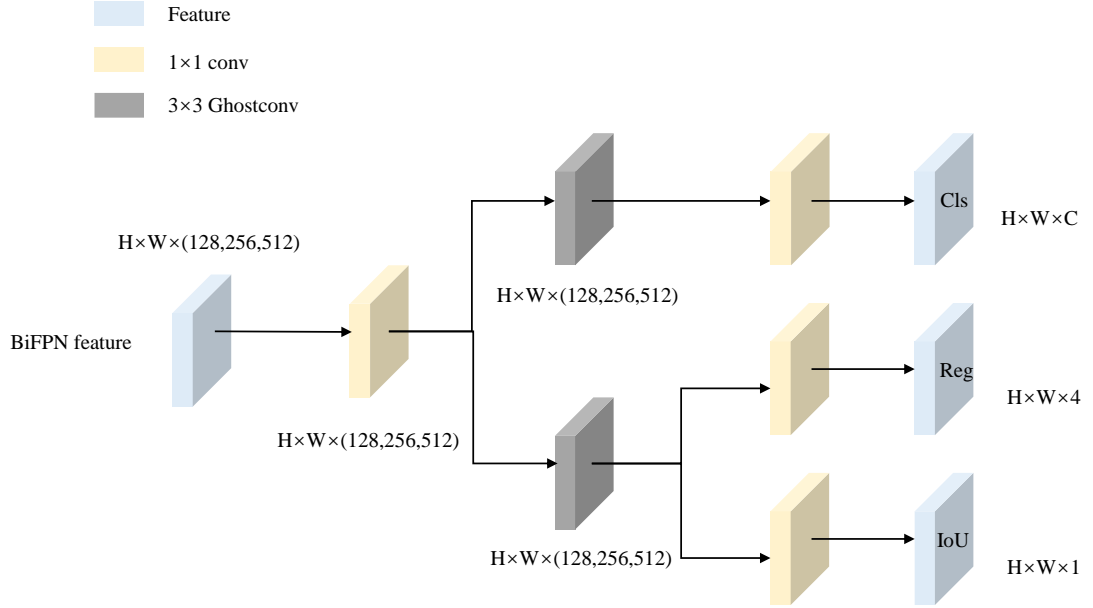 Feature
1×1 conv
3×3 Ghostconv
Cls
H×W×C
H×W×(128,256,512)
H×W×(128,256,512)
BiFPN feature
Reg
H×W×4
H×W×(128,256,512)
IoU
H×W×(128,256,512)
H×W×1